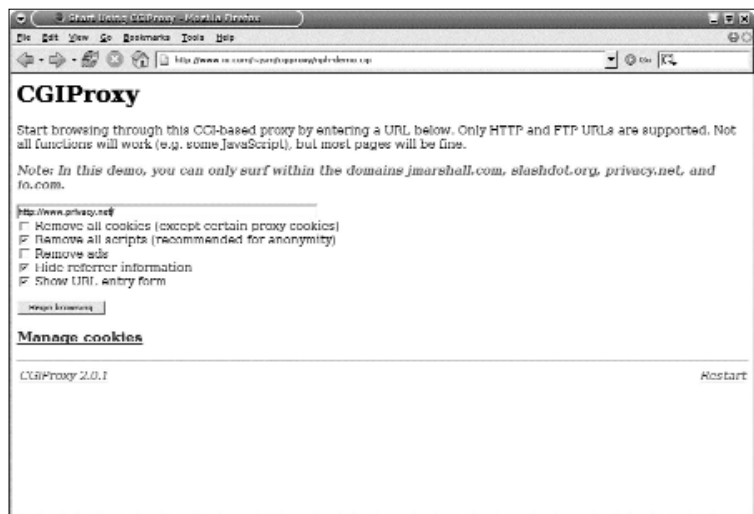 Start Using CGIProxy - Mozilla Firefox
File Edit View Go Bookmarks Tools Help
CGIProxy
Start browsing through this CGI-based proxy by entering a URL below. Only HTTP and FTP URLs are supported. Not
all functions will work (e.g. some JavaScript), but most pages will be fine.
Note: In this demo, you can only surf within the domains jmarshall.com, slashdot.org, privacy.net, and
io.com.
http://www.privacy.net/
Remove all cookies (except certain proxy cookies)
Remove all scripts (recommended for anonymity)
Remove ads
Hide referrer information
Show URL entry form
Begin browsing
Manage cookies
CGIProxy 2.0.1
Restart